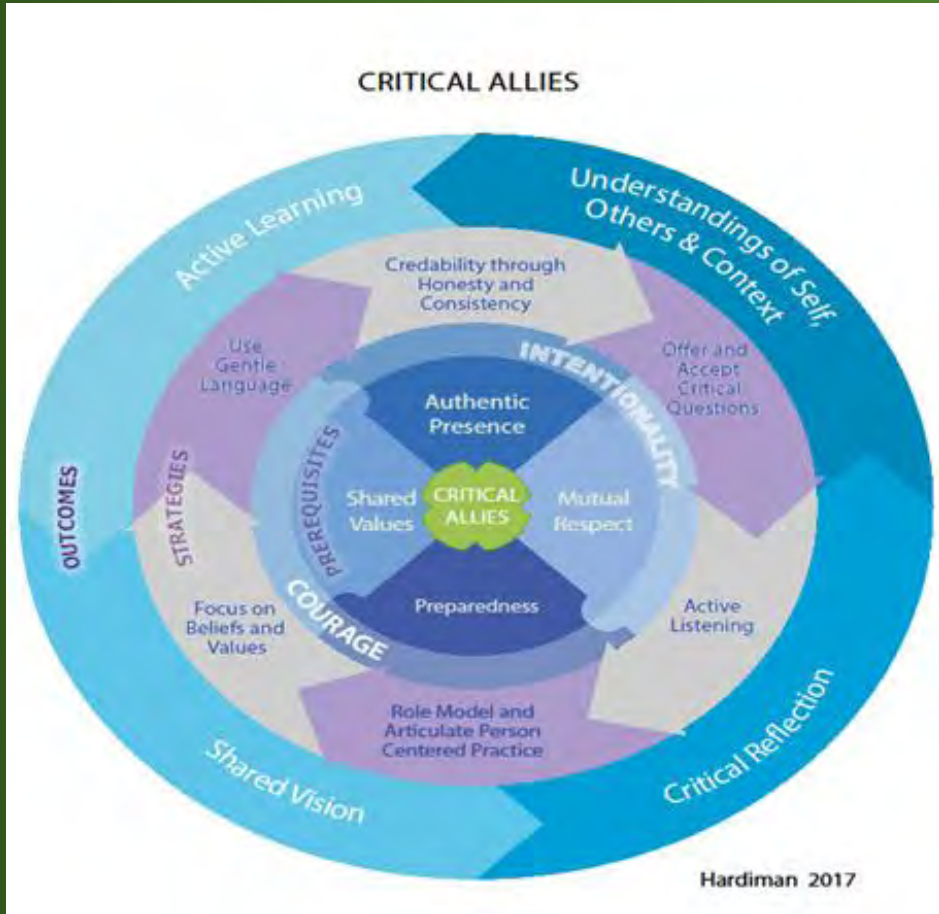 CRITICAL ALLIES
Understandings of Self,
Others & Context
Active Learning
Credability through
Honesty and
Consistency
Use
Gentle
Language
Offer and
Accept
Critical
Questions
INTENTIONALITY
Authentic
Presence
PREREQUISITES
Shared
Values
CRITICAL
ALLIES
Mutual
Respect
OUTCOMES
STRATEGIES
Preparedness
COURAGE
Focus on
Beliefs and
Values
Active
Listening
Role Model and
Articulate Person
Centered Practice
Shared Vision
Critical Reflection
Hardiman 2017